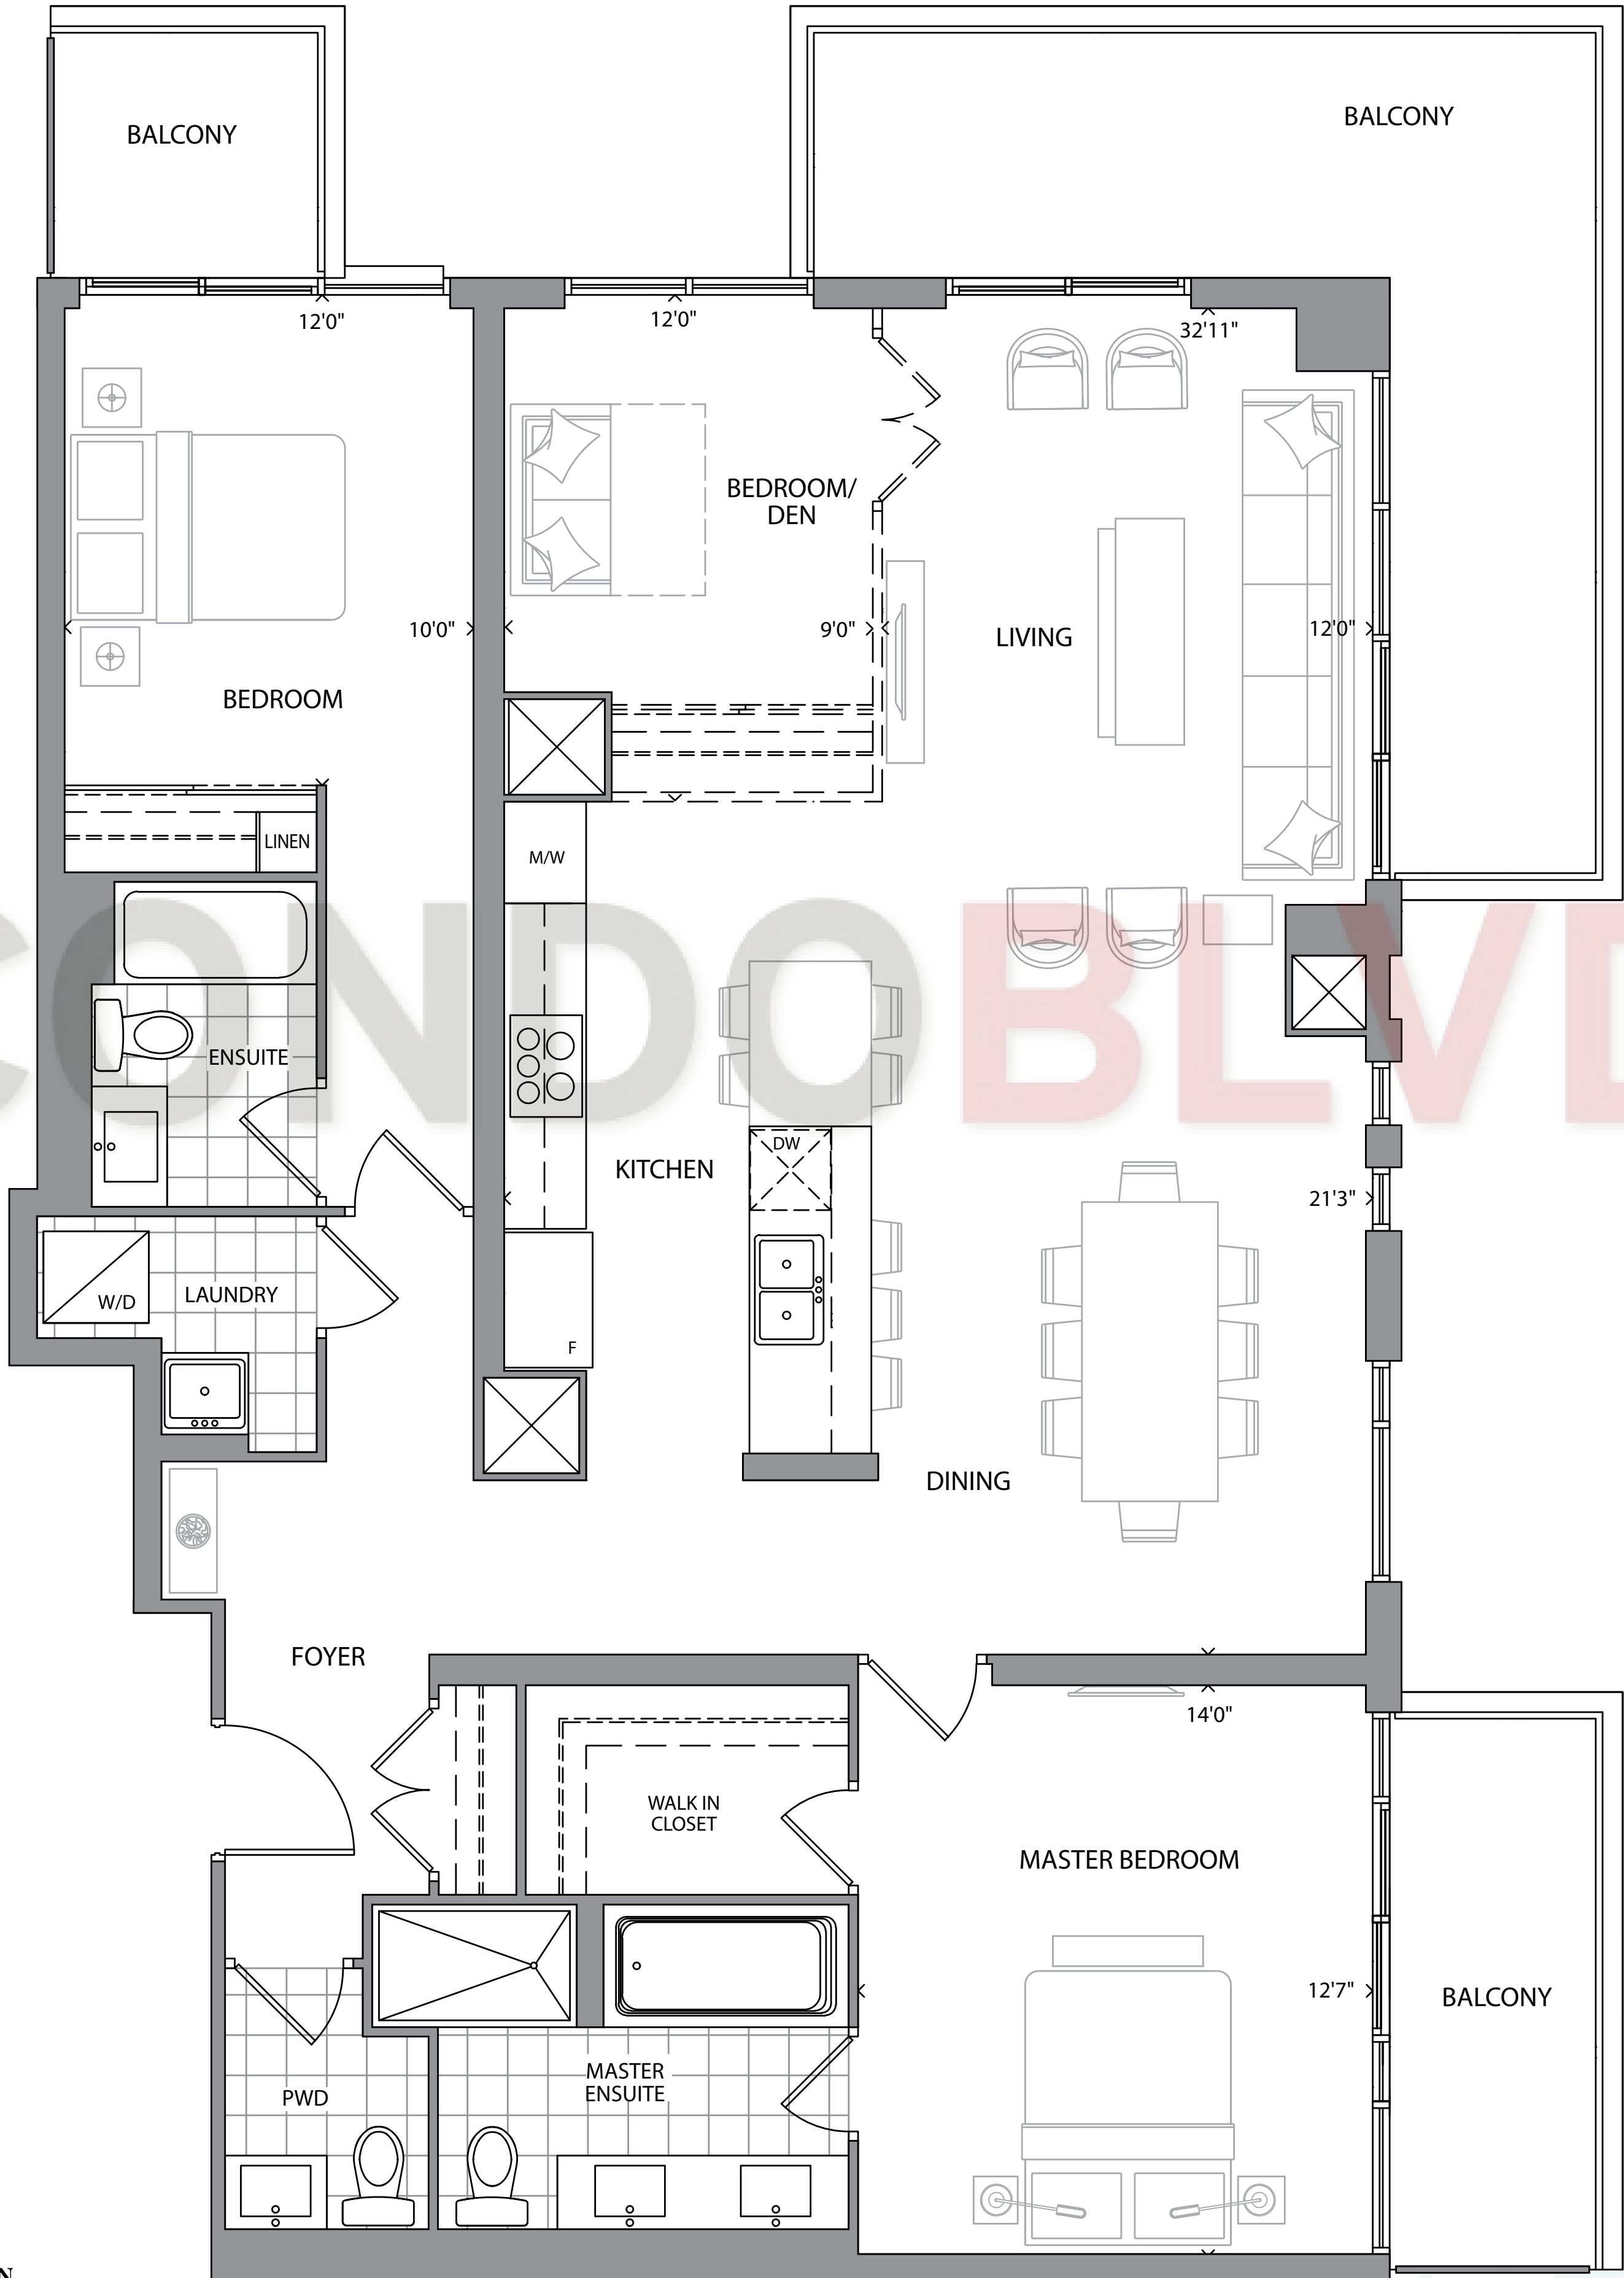 BALCONY
BALCONY
12'0"
12'0"
32'11"
BEDROOM/
DEN
10'0"
9'0"
LIVING
12'0"
BEDROOM
LINEN
M/W
CONDOBLVD
ENSUITE
DW
KITCHEN
21'3"
LAUNDRY
W/D
F
DINING
FOYER
14'0"
WALK IN
CLOSET
MASTER BEDROOM
12'7"
BALCONY
MASTER
ENSUITE
PWD
N